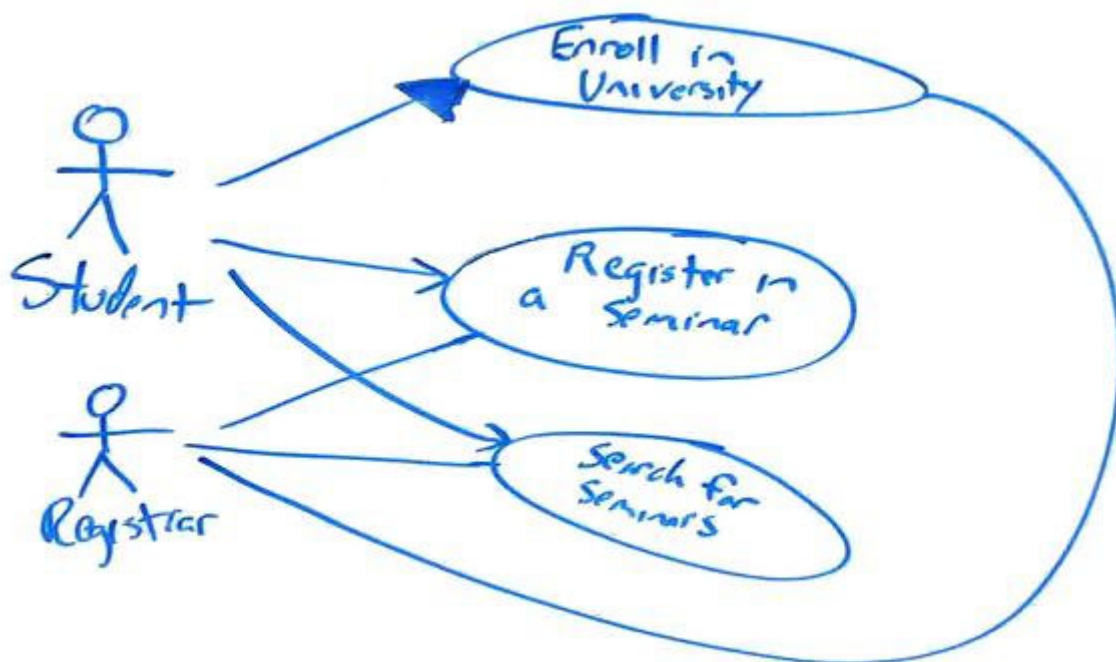 Enroll in
University
Student
Register in
a Seminar
Registrar
Search for
Seminars